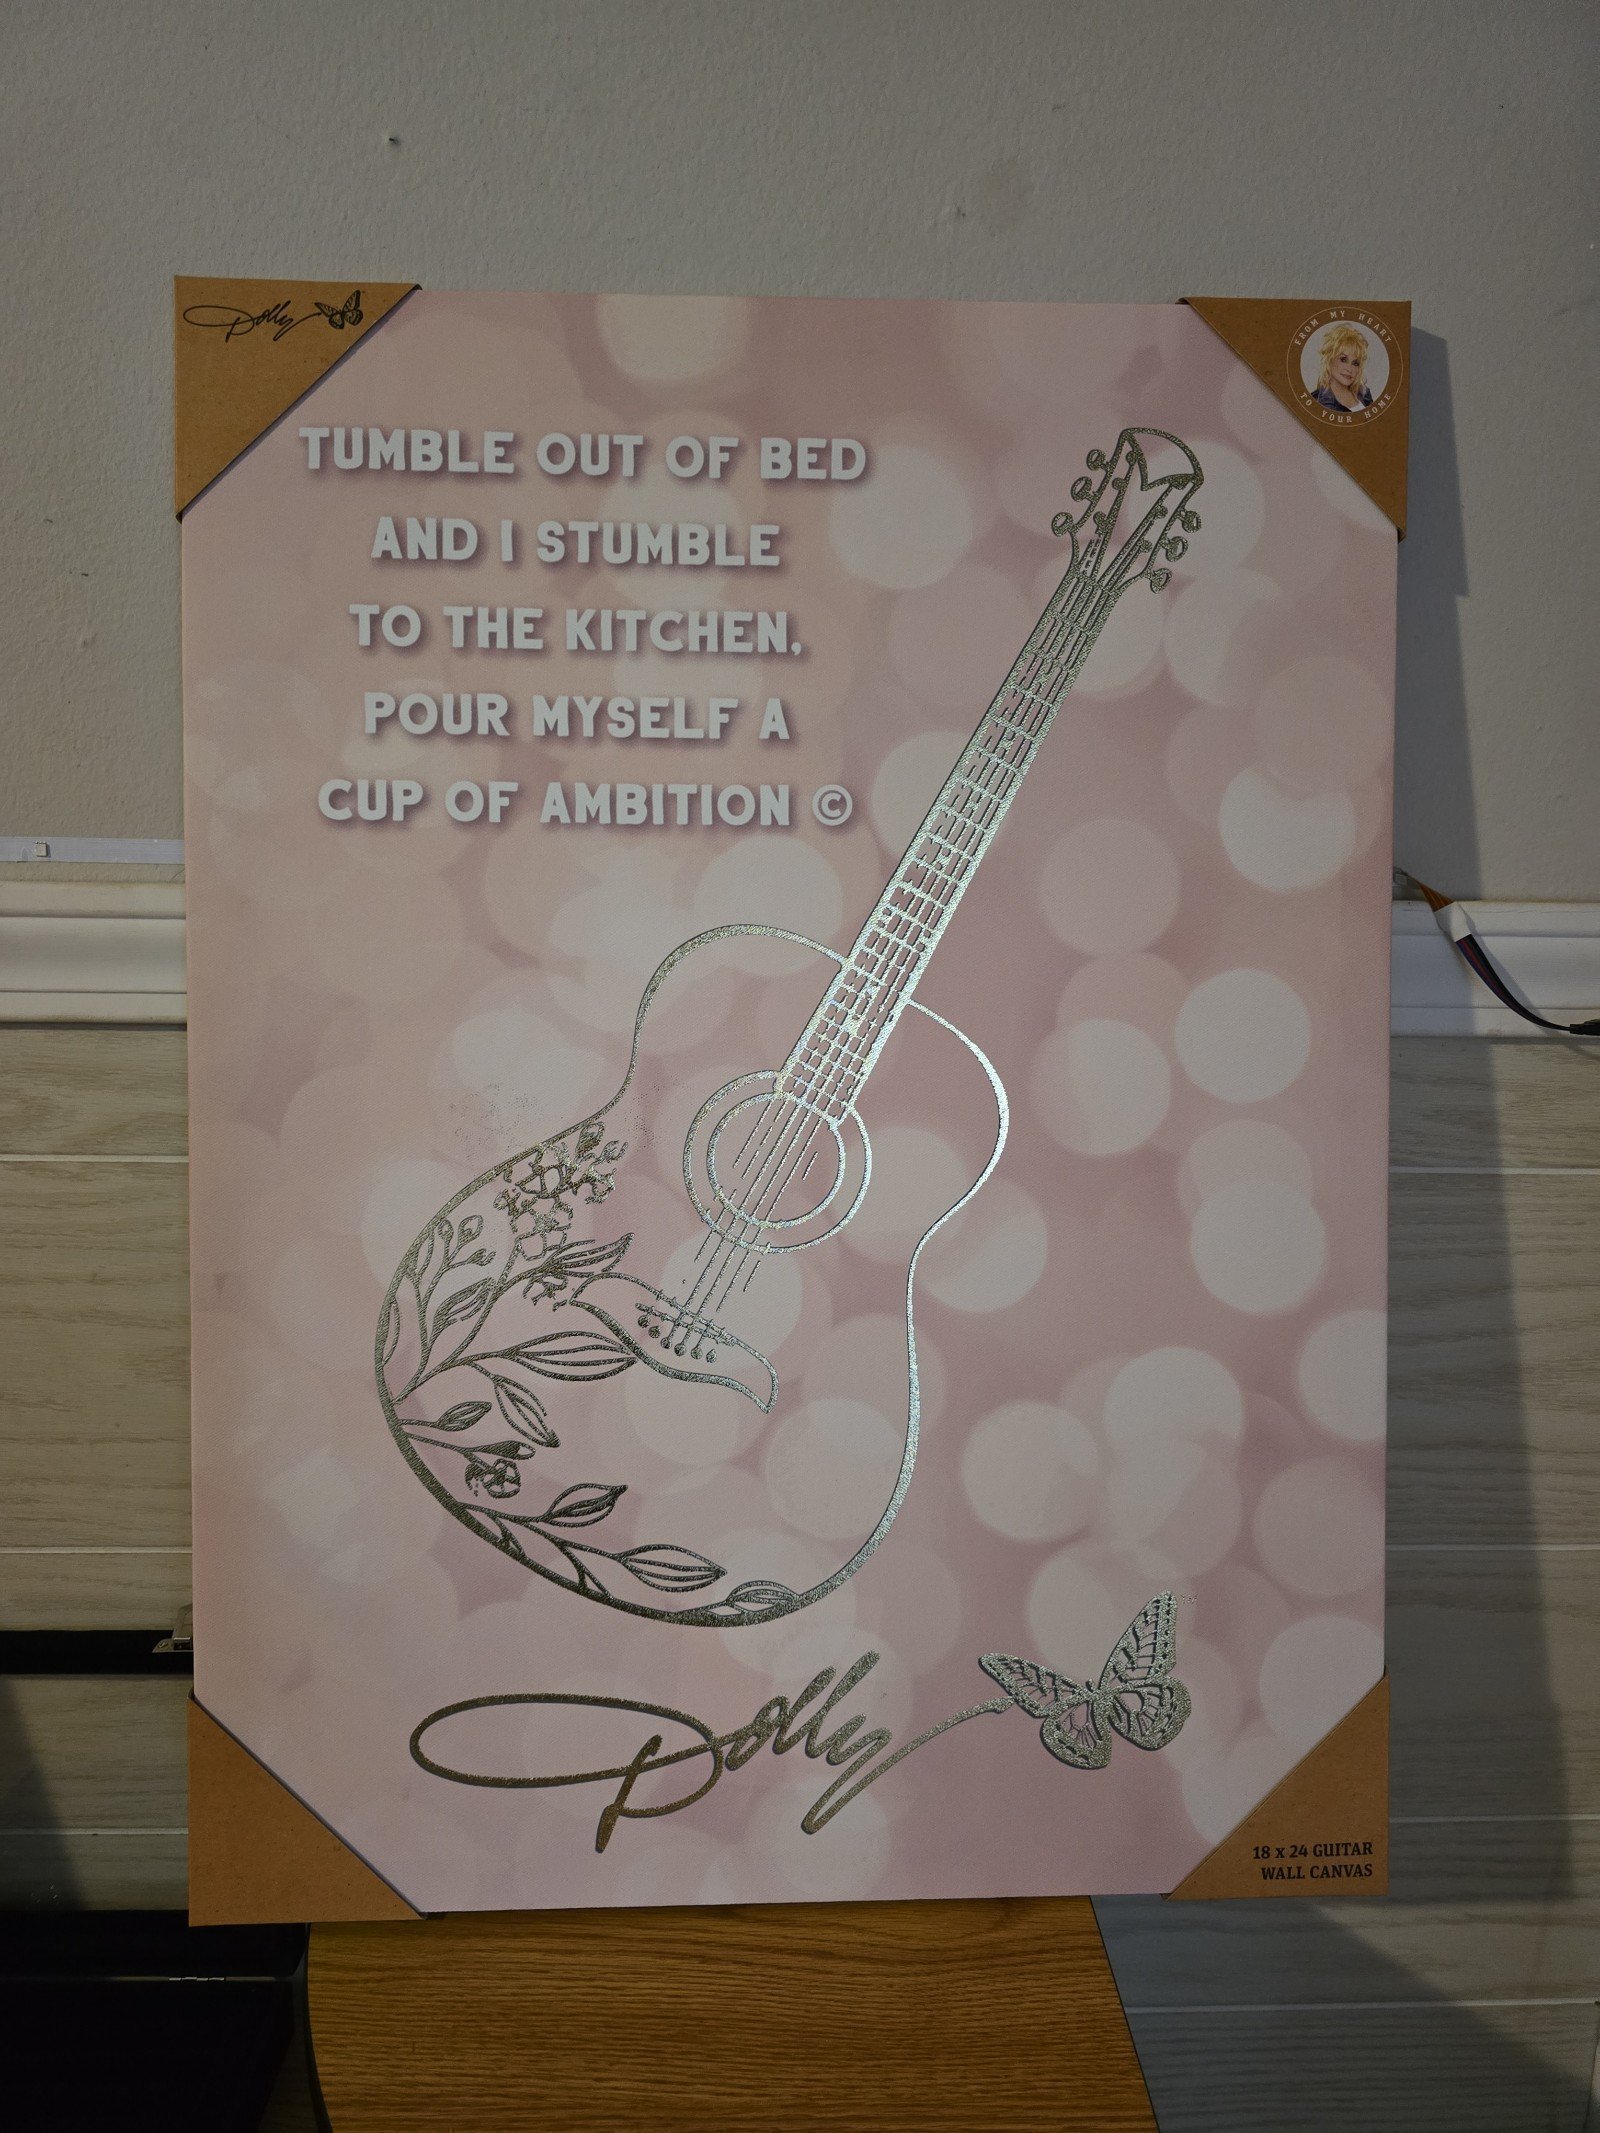 Dolly
FROM MY HEART
TO YOUR HOME
TUMBLE OUT OF BED
AND I STUMBLE
TO THE KITCHEN,
POUR MYSELF A
CUP OF AMBITION ©
Dolly
18 x 24 GUITAR
WALL CANVAS